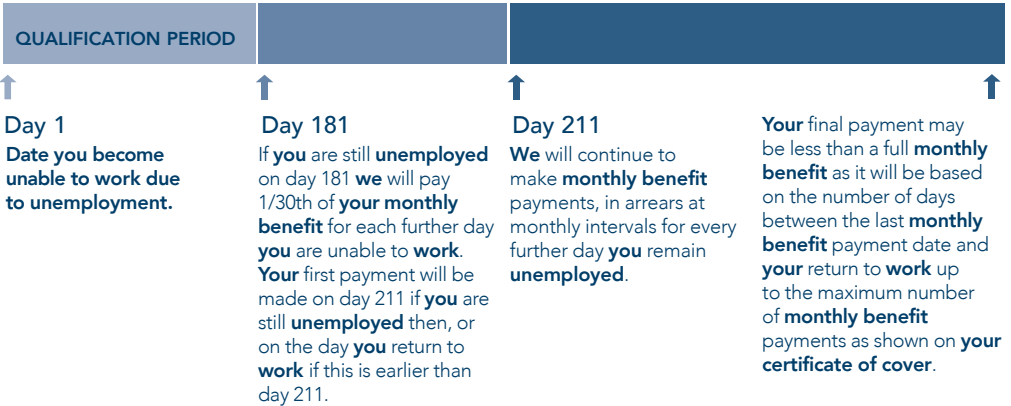 QUALIFICATION PERIOD
Day 1
Date you become
unable to work due
to unemployment.
Day 181
If you are still unemployed
on day 181 we will pay
1/30th of your monthly
benefit for each further day
you are unable to work.
Your first payment will be
made on day 211 if you are
still unemployed then, or
on the day you return to
work if this is earlier than
day 211.
Day 211
We will continue to
make monthly benefit
payments, in arrears at
monthly intervals for every
further day you remain
unemployed.
Your final payment may
be less than a full monthly
benefit as it will be based
on the number of days
between the last monthly
benefit payment date and
your return to work up
to the maximum number
of monthly benefit
payments as shown on your
certificate of cover.